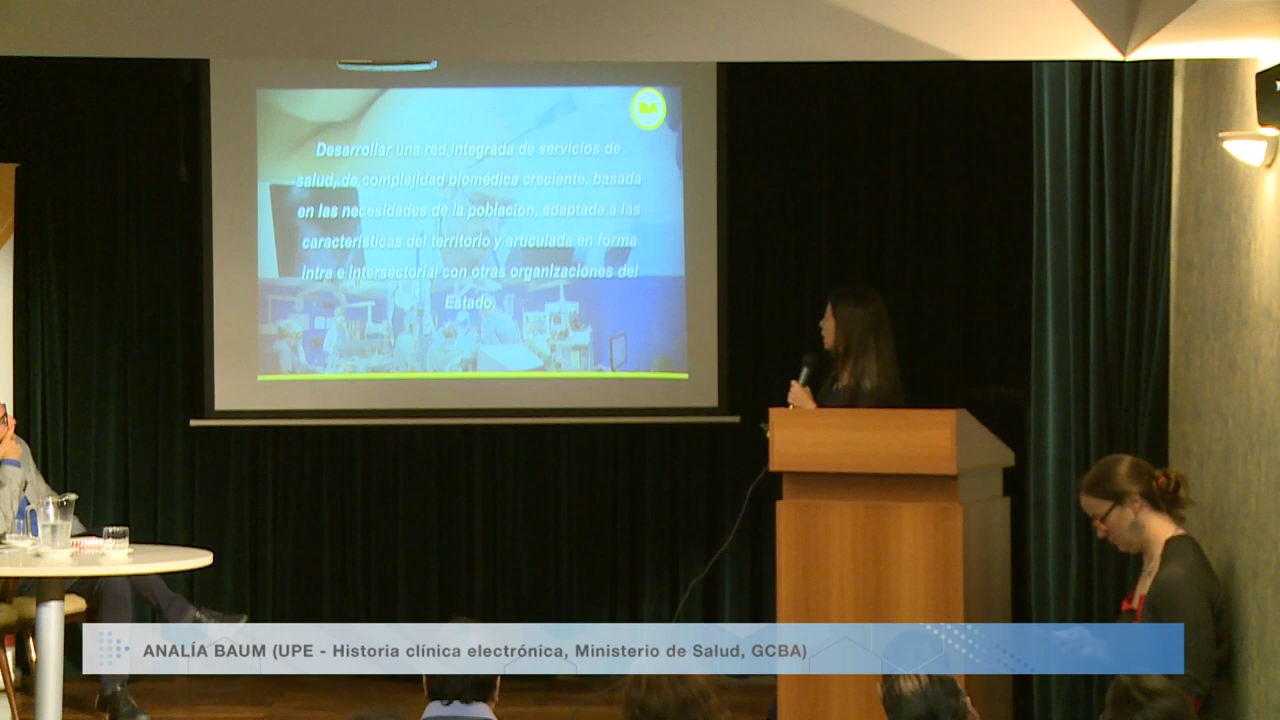 BA
Desarrollar una red integrada de servicios de
salud, de complejidad biomédica creciente, basada
en las necesidades de la población, adaptada a las
características del territorio y articulada en forma
intra e intersectorial con otras organizaciones del
Estado.
ANALÍA BAUM (UPE - Historia clínica electrónica, Ministerio de Salud, GCBA)